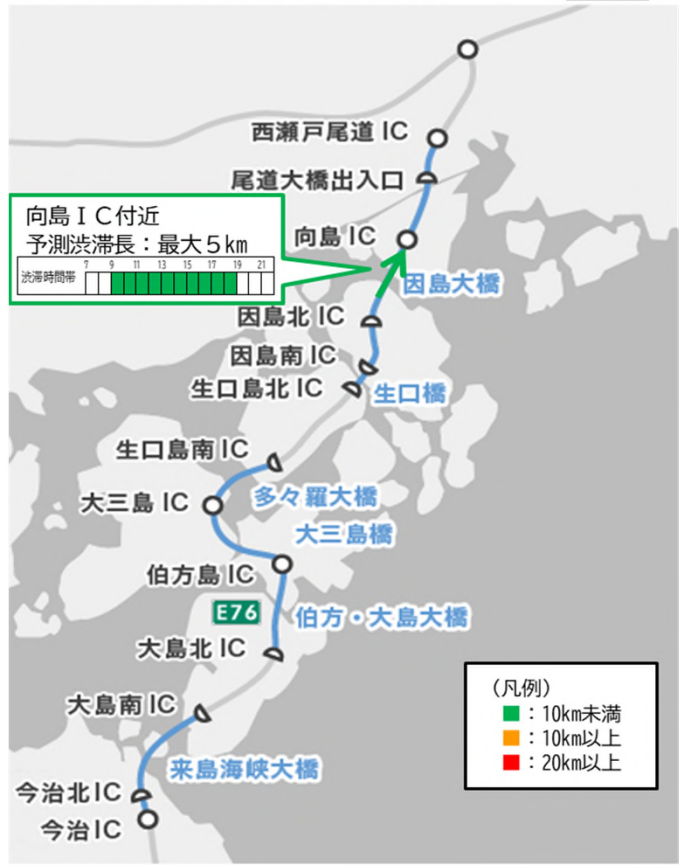 西瀬戸尾道 IC
尾道大橋出入口
向島ＩＣ付近
予測渋滞長：最大５km
渋滞時間帯
7 9 11 13 15 17 19 21
向島 IC
因島大橋
因島北 IC
因島南 IC
生口島北 IC
生口橋
生口島南 IC
大三島 IC
多々羅大橋
大三島橋
伯方島 IC
E76
伯方・大島大橋
大島北 IC
大島南 IC
来島海峡大橋
今治北 IC
今治 IC
（凡例）
：10km未満
：10km以上
：20km以上